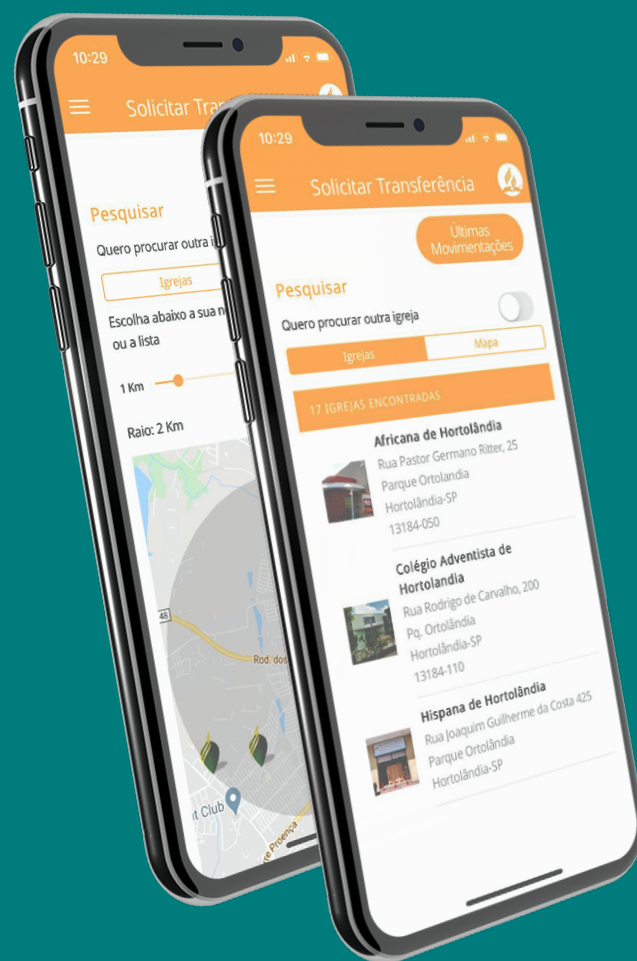 10:29
Solicitar
Pesquisar
Quero procurar outra
Igrejas
Escolha abaixo a sua
ou a lista
1 Km
Raio: 2 Km
48
Rod. dos
Club
Proença
10:29
Solicitar Transferência
Últimas
Movimentações
Pesquisar
Quero procurar outra igreja
Igrejas
Mapa
17 IGREJAS ENCONTRADAS
Africana de Hortolândia
Rua Pastor Germano Ritter, 25
Parque Ortolandia
Hortolândia-SP
13184-050
Colégio Adventista de
Hortolandia
Rua Rodrigo de Carvalho, 200
Pq. Ortolândia
Hortolândia-SP
13184-110
Hispana de Hortolândia
Rua Joaquim Guilherme da Costa 425
Parque Ortolândia
Hortolândia-SP